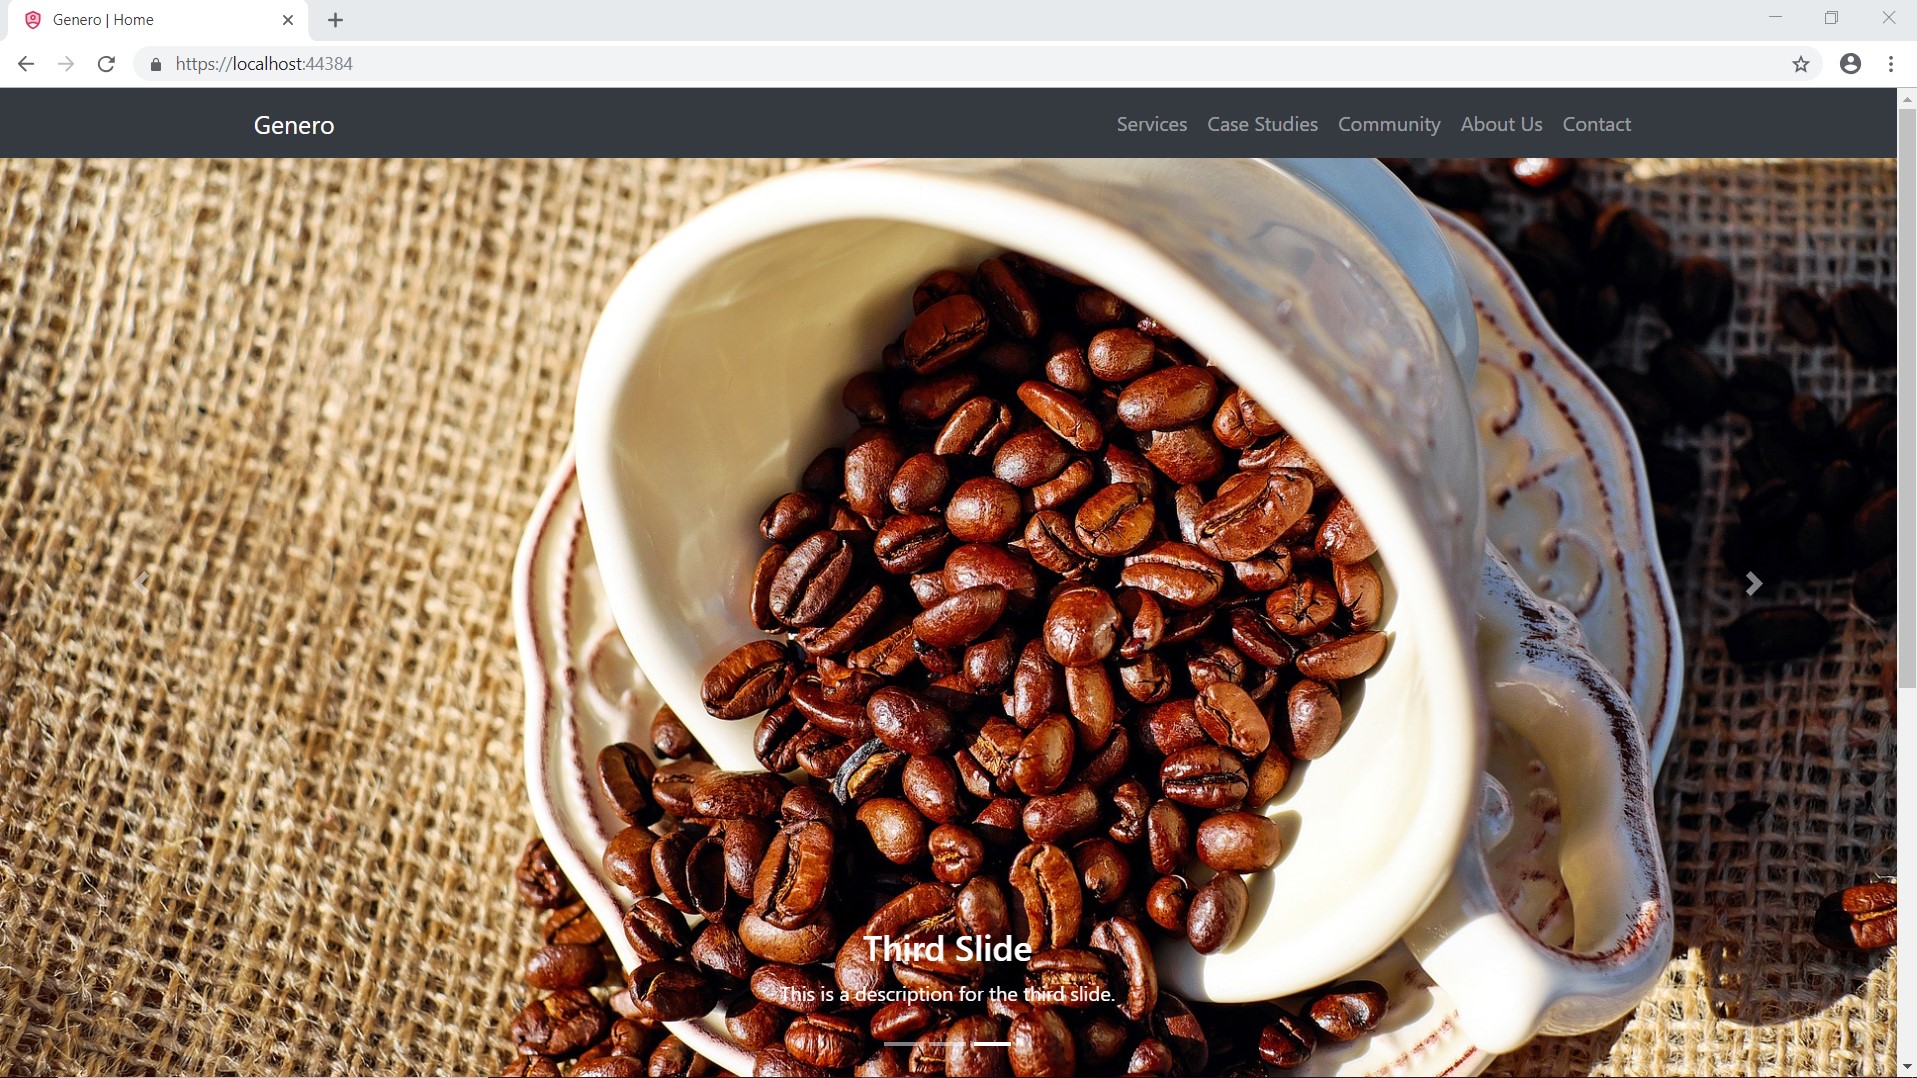 Genero | Home
https://localhost:44384
Genero
Services Case Studies Community About Us Contact
Third Slide
This is a description for the third slide.